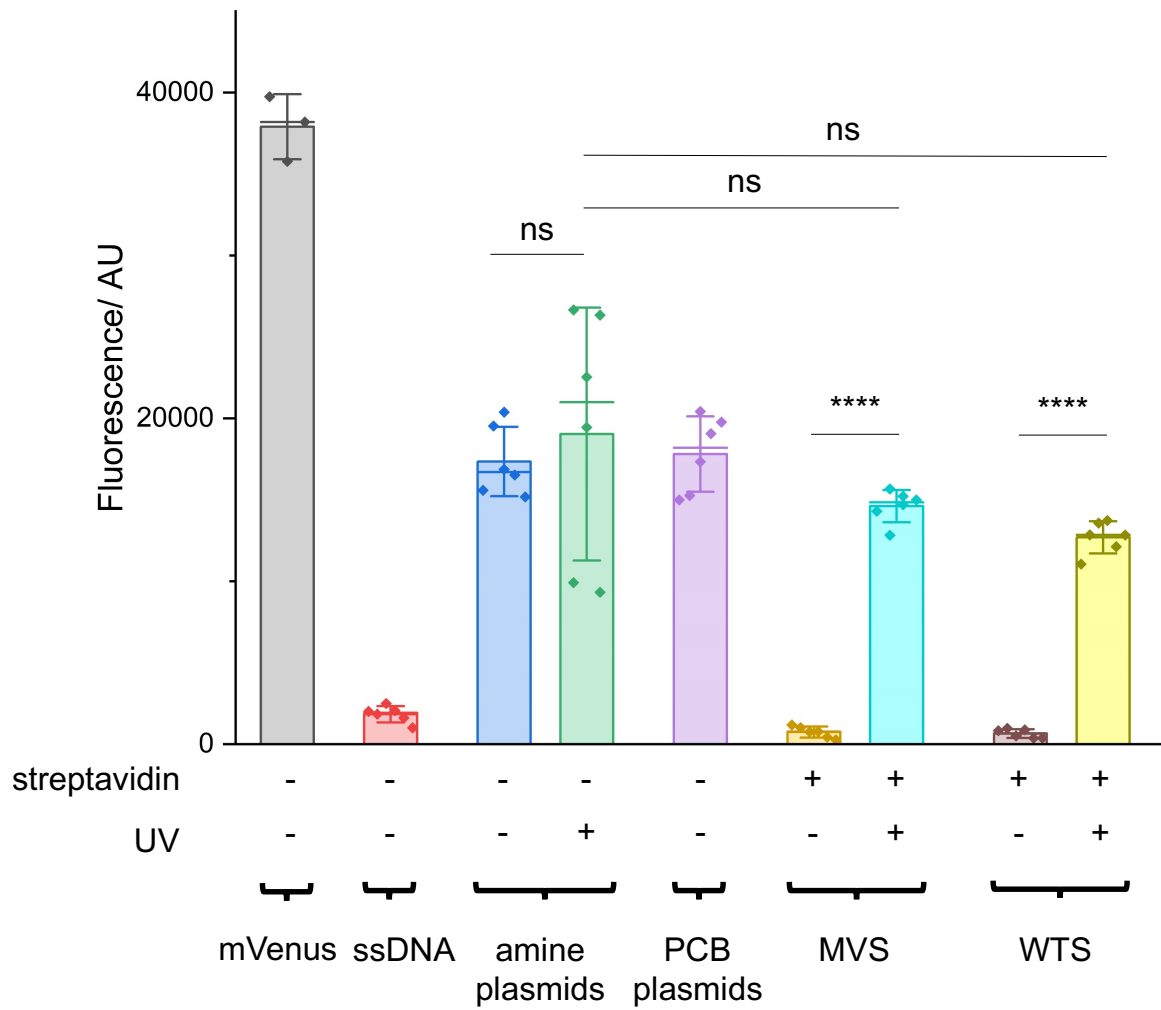 40000
ns
ns
ns
Fluorescence/ AU
20000
**** ****
0
streptavidin - - - - - + + + +
UV - - - + - - + - +
mVenus ssDNA amine plasmids PCB plasmids MVS WTS